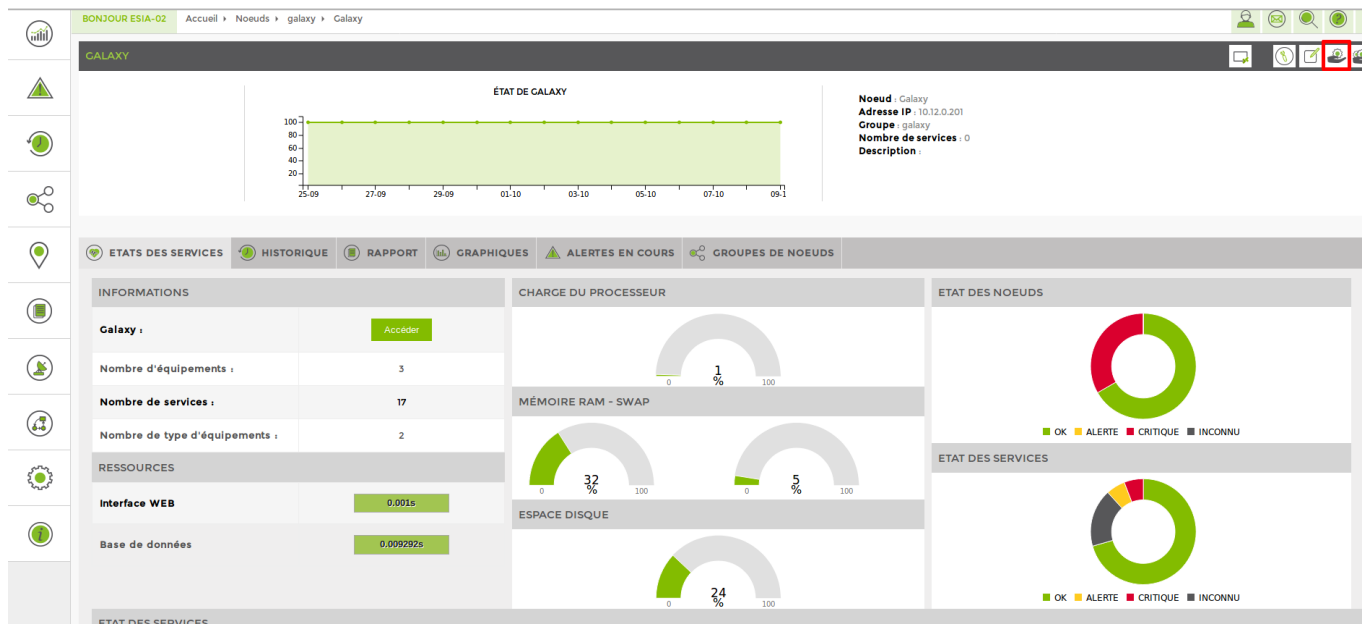 BONJOUR ESIA-02 Accueil Noeuds galaxy Galaxy
GALAXY
ÉTAT DE GALAXY
100
80
60
40
20
25-09 27-09 29-09 01-10 03-10 05-10 07-10 09-1
Noeud : Galaxy
Adresse IP : 10.12.0.201
Groupe : galaxy
Nombre de services : 0
Description :
ETATS DES SERVICES HISTORIQUE RAPPORT GRAPHIQUES ALERTES EN COURS GROUPES DE NOEUDS
INFORMATIONS
Galaxy : Accéder
Nombre d'équipements : 3
Nombre de services : 17
Nombre de type d'équipements : 2
RESSOURCES
Interface WEB 0.001s
Base de données 0.009292s
CHARGE DU PROCESSEUR
1
%
0 100
MÉMOIRE RAM - SWAP
32 5
% %
0 100 0 100
ESPACE DISQUE
24
%
0 100
ETAT DES NOEUDS
OK ALERTE CRITIQUE INCONNU
ETAT DES SERVICES
OK ALERTE CRITIQUE INCONNU
ETAT DES SERVICES